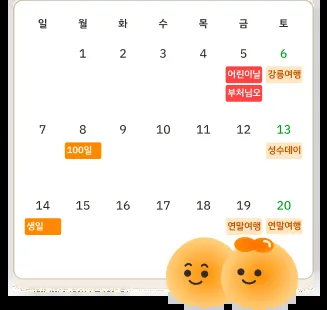 일 월 화 수 목 금 토
1 2 3 4 5 6
어린이날 강릉여행
부처님오
7 8 9 10 11 12 13
100일 성수데이
14 15 16 17 18 19 20
생일 연말여행 연말여행